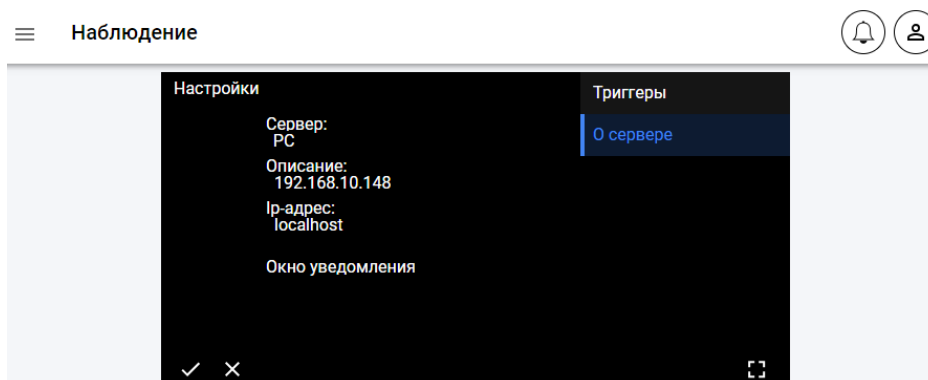 Наблюдение
Настройки
Триггеры
О сервере
Сервер:
PC
Описание:
192.168.10.148
Ip-адрес:
localhost
Окно уведомления